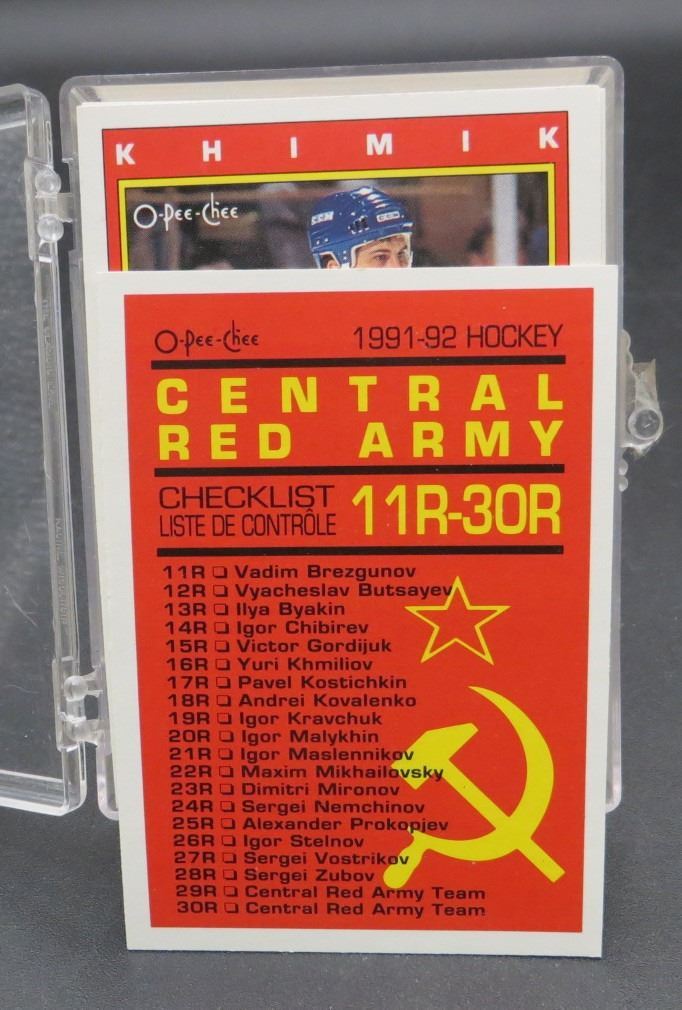 KHIMIK
O-Pee-Chee
CCM CCM
O-Pee-Chee 1991-92 HOCKEY
CENTRAL
RED ARMY
CHECKLIST
LISTE DE CONTRÔLE 11R-30R
11R ❏ Vadim Brezgunov
12R ❏ Vyacheslav Butsayev
13R ❏ Ilya Byakin
14R ❏ Igor Chibirev
15R ❏ Victor Gordijuk
16R ❏ Yuri Khmiliov
17R ❏ Pavel Kostichkin
18R ❏ Andrei Kovalenko
19R ❏ Igor Kravchuk
20R ❏ Igor Malykhin
21R ❏ Igor Maslennikov
22R ❏ Maxim Mikhailovsky
23R ❏ Dimitri Mironov
24R ❏ Sergei Nemchinov
25R ❏ Alexander Prokopjev
26R ❏ Igor Stelnov
27R ❏ Sergei Vostrikov
28R ❏ Sergei Zubov
29R ❏ Central Red Army Team
30R ❏ Central Red Army Team